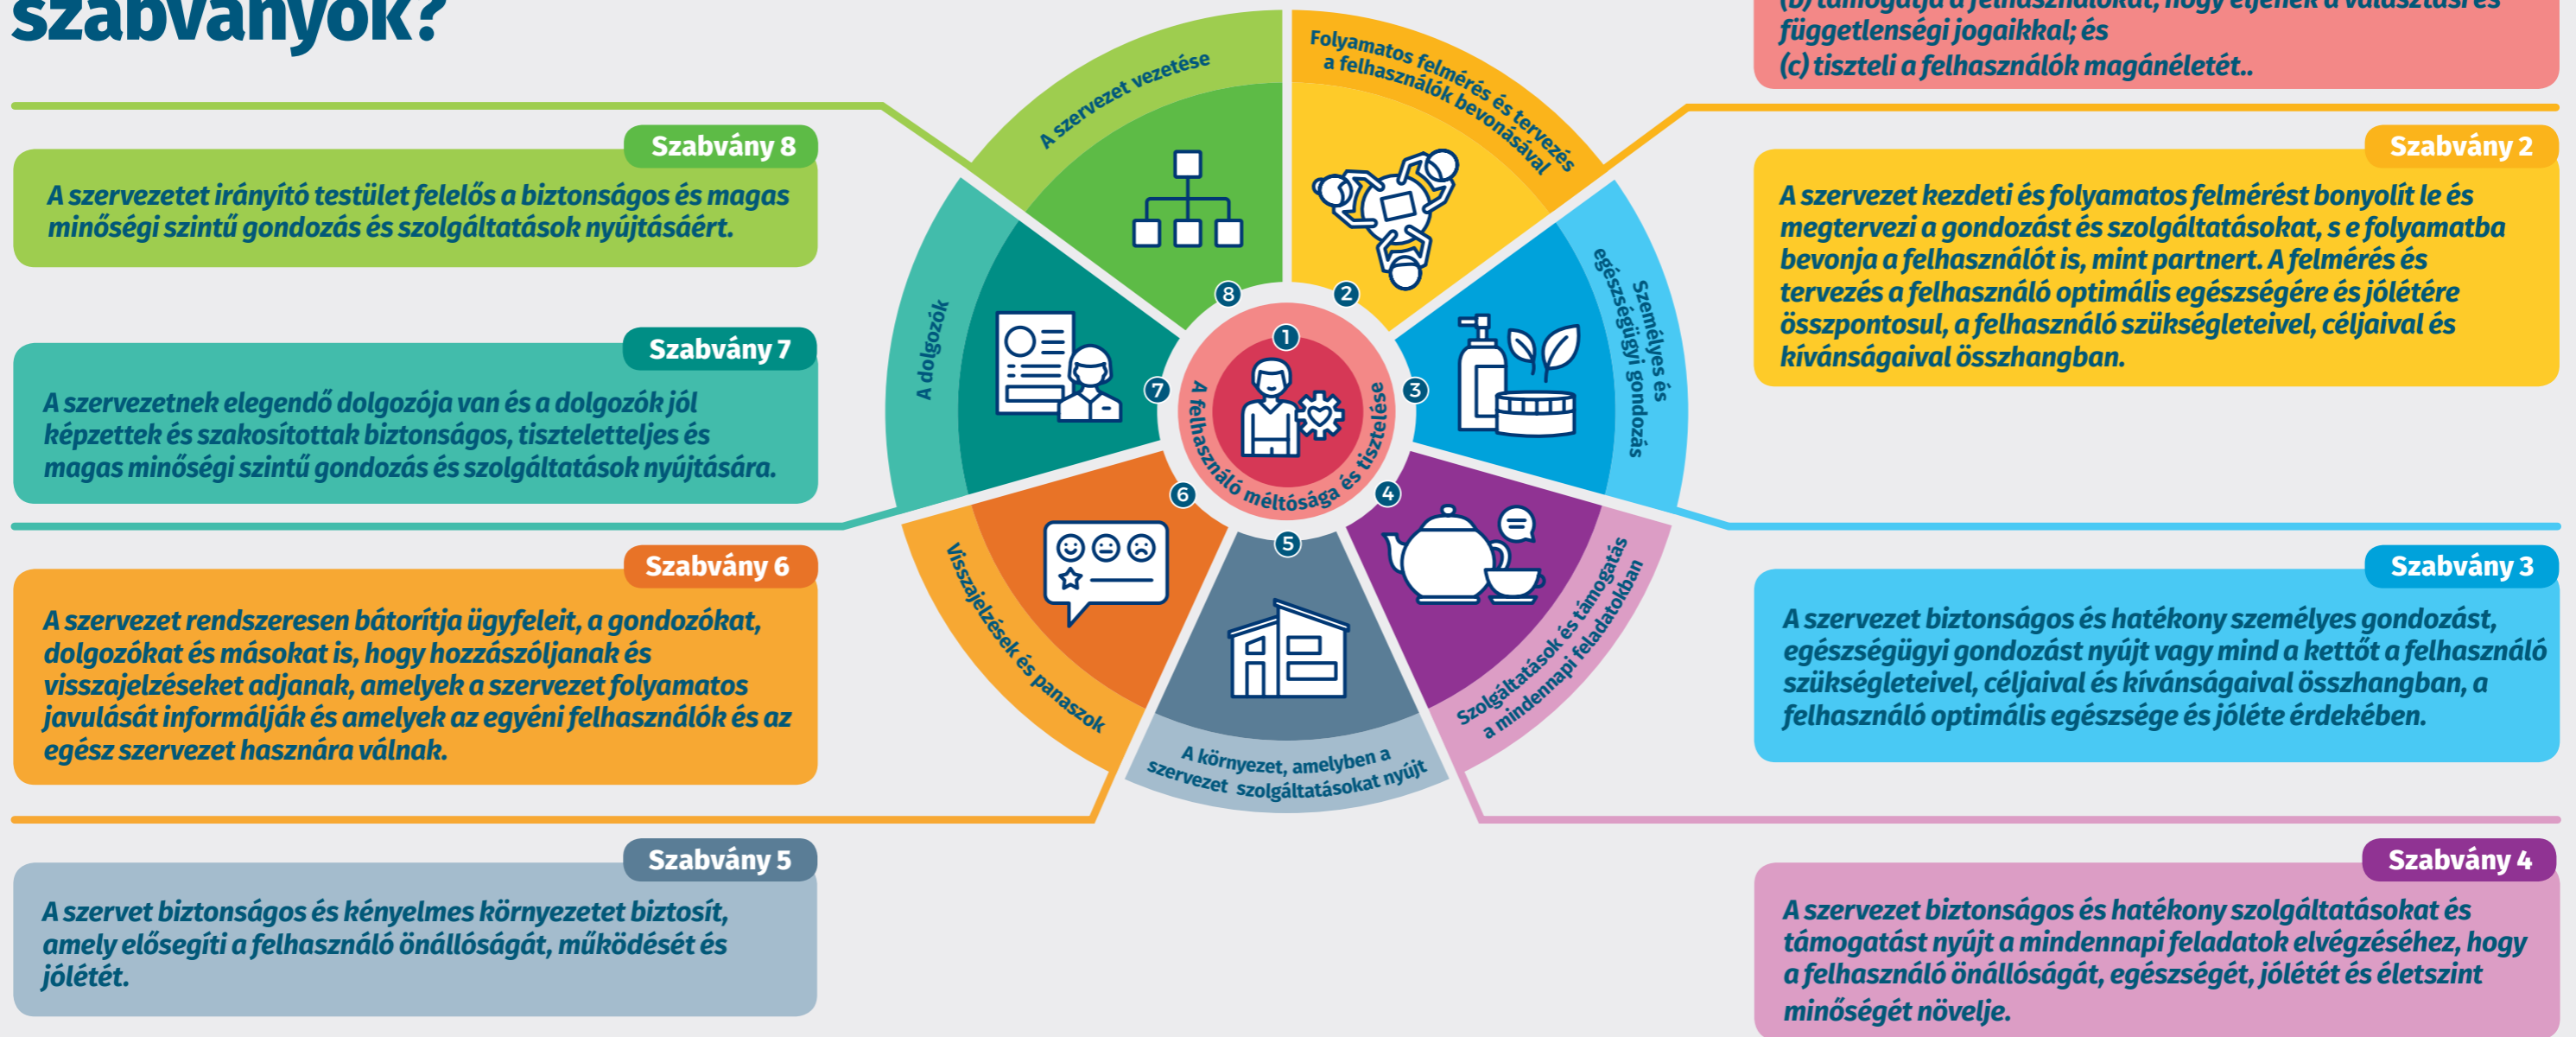 szabványok?
(b) támogatja a felhasználókat, hogy éljenek a választási és
függetlenségi jogaikkal; és
(c) tiszteli a felhasználók magánéletét..
Szabvány 8
A szervezetet irányító testület felelős a biztonságos és magas
minőségi szintű gondozás és szolgáltatások nyújtásáért.
Szabvány 7
A szervezetnek elegendő dolgozója van és a dolgozók jól
képzettek és szakosítottak biztonságos, tiszteletteljes és
magas minőségi szintű gondozás és szolgáltatások nyújtására.
Szabvány 6
A szervezet rendszeresen bátorítja ügyfeleit, a gondozókat,
dolgozókat és másokat is, hogy hozzászóljanak és
visszajelzéseket adjanak, amelyek a szervezet folyamatos
javulását informálják és amelyek az egyéni felhasználók és az
egész szervezet hasznára válnak.
Szabvány 5
A szervet biztonságos és kényelmes környezetet biztosít,
amely elősegíti a felhasználó önállóságát, működését és
jólétét.
A szervezet vezetése
Folyamatos felmérés és tervezés
a felhasználók bevonásával
Személyes és
egészségügyi gondozás
Szolgáltatások és támogatás
a mindennapi feladatokban
A környezet, amelyben a
szervezet szolgáltatásokat nyújt
Visszajelzések és panaszok
A dolgozók
8
2
1
7
3
A felhasználó méltósága és tisztelése
6
4
5
Szabvány 2
A szervezet kezdeti és folyamatos felmérést bonyolít le és
megtervezi a gondozást és szolgáltatásokat, s e folyamatba
bevonja a felhasználót is, mint partnert. A felmérés és
tervezés a felhasználó optimális egészségére és jólétére
összpontosul, a felhasználó szükségleteivel, céljaival és
kívánságaival összhangban.
Szabvány 3
A szervezet biztonságos és hatékony személyes gondozást,
egészségügyi gondozást nyújt vagy mind a kettőt a felhasználó
szükségleteivel, céljaival és kívánságaival összhangban, a
felhasználó optimális egészsége és jóléte érdekében.
Szabvány 4
A szervezet biztonságos és hatékony szolgáltatásokat és
támogatást nyújt a mindennapi feladatok elvégzéséhez, hogy
a felhasználó önállóságát, egészségét, jólétét és életszint
minőségét növelje.